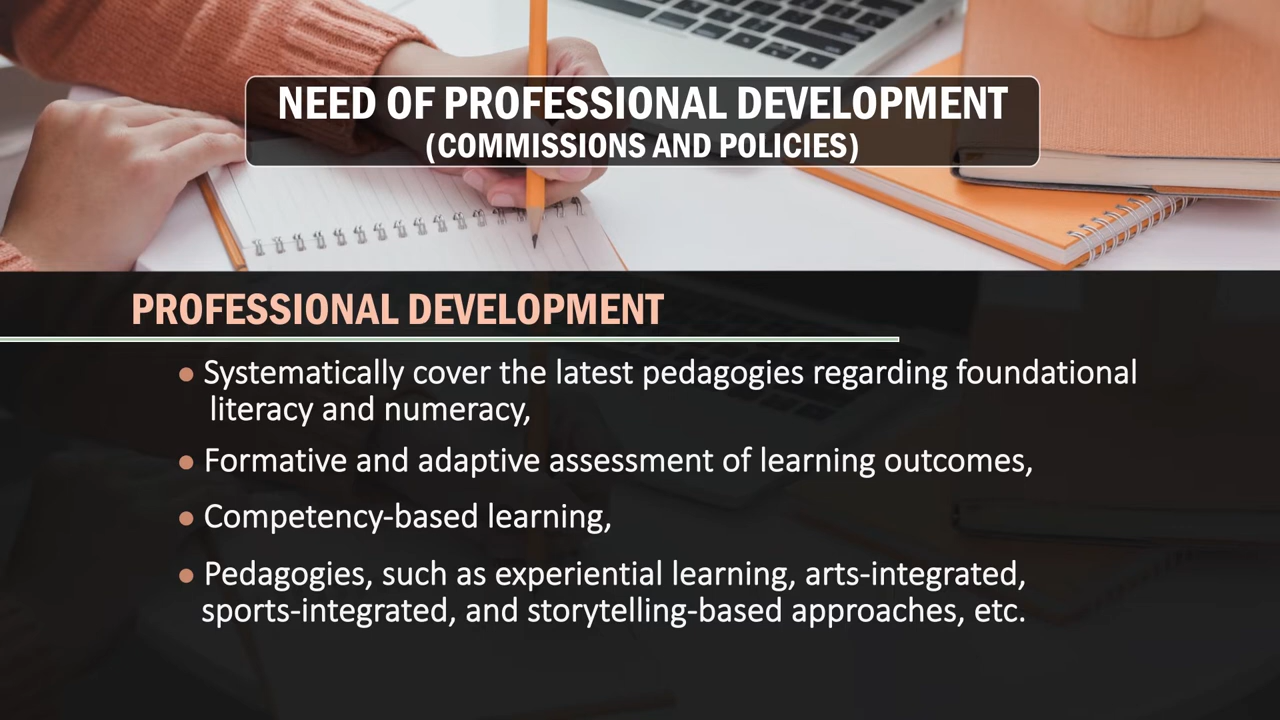 NEED OF PROFESSIONAL DEVELOPMENT
(COMMISSIONS AND POLICIES)
PROFESSIONAL DEVELOPMENT
• Systematically cover the latest pedagogies regarding foundational
literacy and numeracy,
• Formative and adaptive assessment of learning outcomes,
• Competency-based learning,
• Pedagogies, such as experiential learning, arts-integrated,
sports-integrated, and storytelling-based approaches, etc.